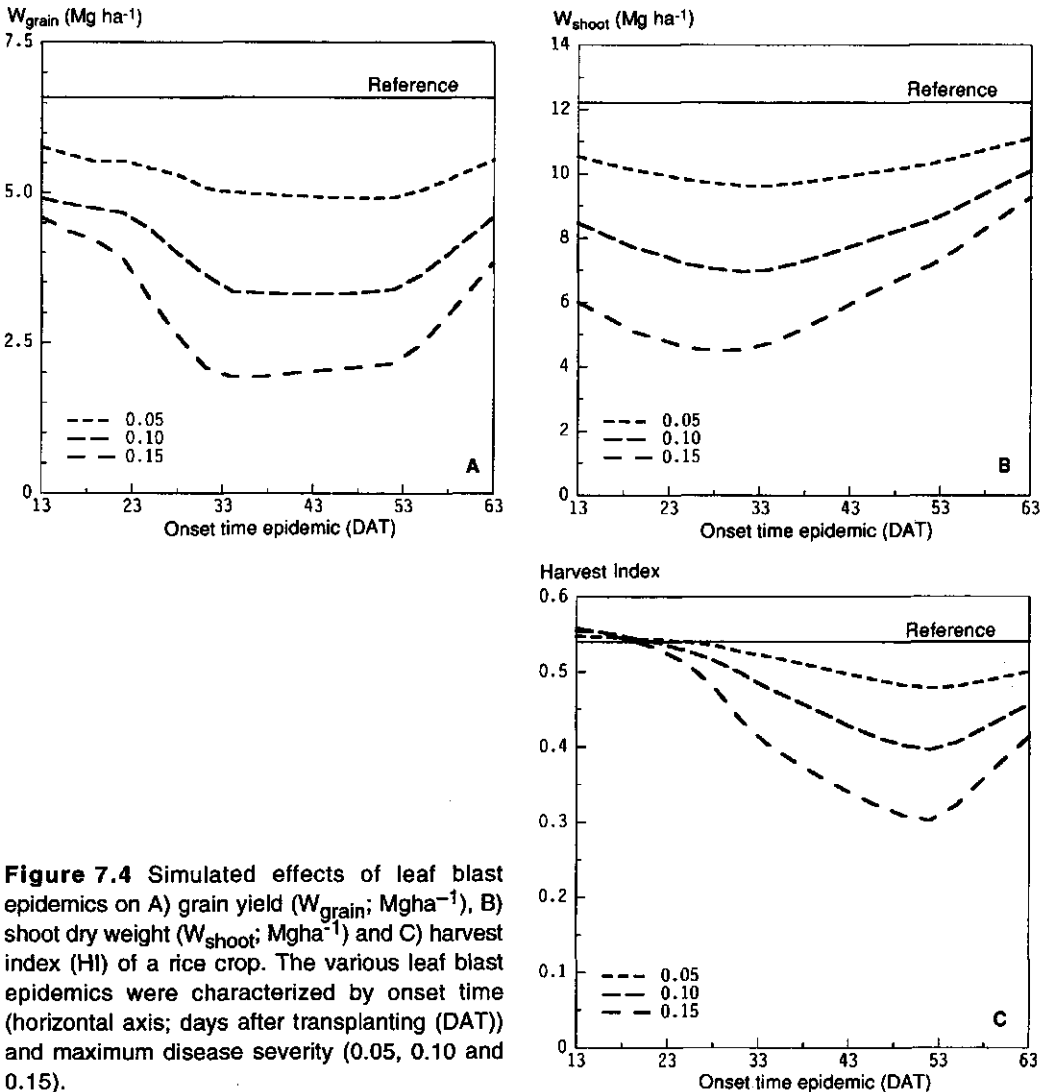 W_grain (Mg ha⁻¹)
7.5
5.0
2.5
0
Reference
0.05
0.10
0.15
A
13 23 33 43 53 63
Onset time epidemic (DAT)
W_shoot (Mg ha⁻¹)
14
12
10
8
6
4
2
0
Reference
0.05
0.10
0.15
B
13 23 33 43 53 63
Onset time epidemic (DAT)
Harvest Index
0.6
0.5
0.4
0.3
0.2
0.1
0
Reference
0.05
0.10
0.15
C
13 23 33 43 53 63
Onset time epidemic (DAT)
Figure 7.4 Simulated effects of leaf blast
epidemics on A) grain yield (W_grain; Mgha⁻¹), B)
shoot dry weight (W_shoot; Mgha⁻¹) and C) harvest
index (HI) of a rice crop. The various leaf blast
epidemics were characterized by onset time
(horizontal axis; days after transplanting (DAT))
and maximum disease severity (0.05, 0.10 and
0.15).